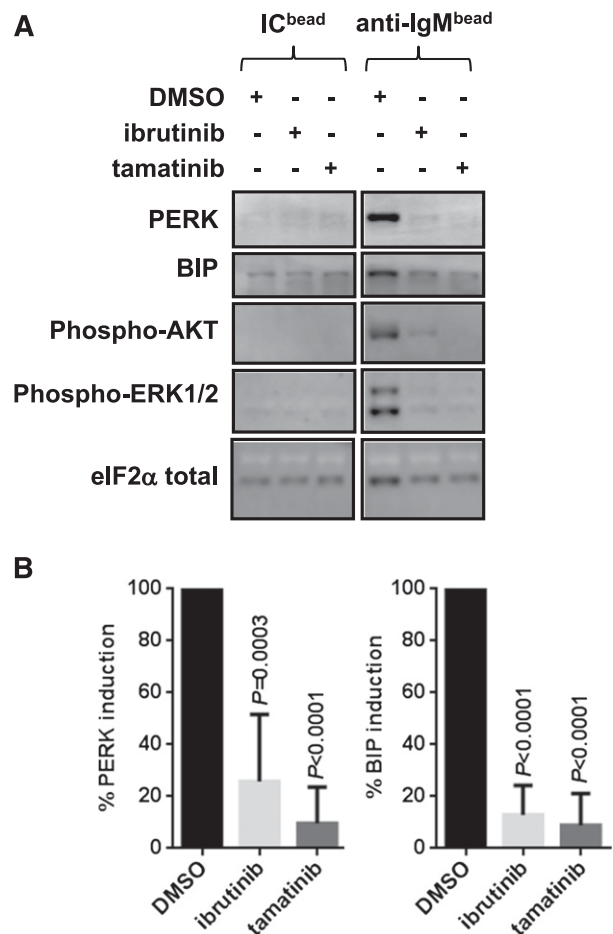 A
IC^bead anti-IgM^bead
DMSO + - - + - -
ibrutinib - + - - + -
tamatinib - - + - - +
PERK
BIP
Phospho-AKT
Phospho-ERK1/2
eIF2α total
B
% PERK induction
100
80
60
40
20
0
P=0.0003
P<0.0001
DMSO
ibrutinib
tamatinib
% BIP induction
100
80
60
40
20
0
P<0.0001
P<0.0001
DMSO
ibrutinib
tamatinib